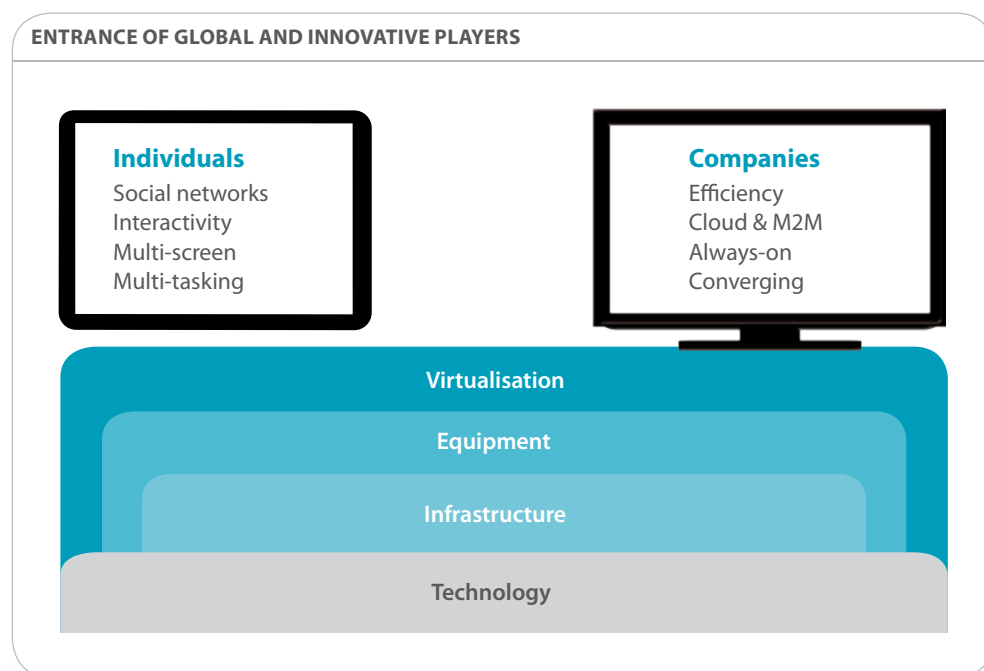 ENTRANCE OF GLOBAL AND INNOVATIVE PLAYERS
Individuals
Social networks
Interactivity
Multi-screen
Multi-tasking
Companies
Efficiency
Cloud & M2M
Always-on
Converging
Virtualisation
Equipment
Infrastructure
Technology